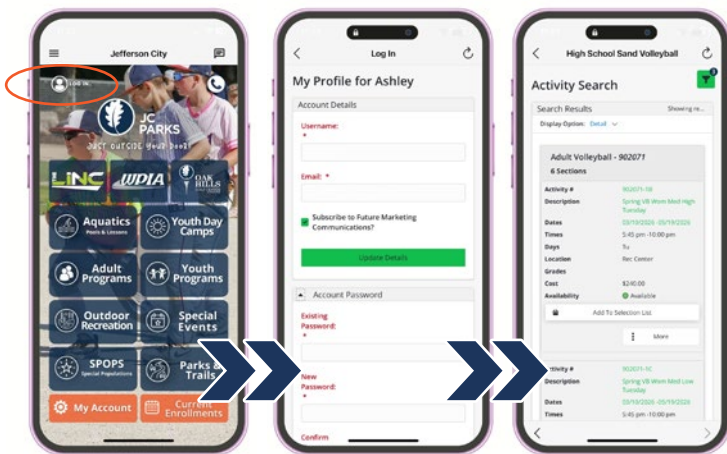 Jefferson City
LOG IN
JC
PARKS
JUST OUTSIDE Your Door!
LINC
WPIA
OAK
HILLS
Aquatics
Pools & Lessons
Youth Day
Camps
Adult
Programs
Youth
Programs
Outdoor
Recreation
Special
Events
SPOPS
Special Populations
Parks &
Trails
My Account
Current
Enrollments
Log In
My Profile for Ashley
Account Details
Username:
*
Email: *
Subscribe to Future Marketing
Communications?
Update Details
Account Password
Existing
Password:
*
New
Password:
*
Confirm
High School Sand Volleyball
Activity Search
Search Results Showing re...
Display Option: Detail
Adult Volleyball - 902071
6 Sections
Activity # 902071-1B
Description Spring VB Wom Med High
Tuesday
Dates 03/19/2026 -05/19/2026
Times 5:45 pm -10:00 pm
Days Tu
Location Rec Center
Grades
Cost $240.00
Availability Available
Add To Selection List
More
Activity # 902071-1C
Description Spring VB Wom Med Low
Tuesday
Dates 03/19/2026 -05/19/2026
Times 5:45 pm -10:00 pm